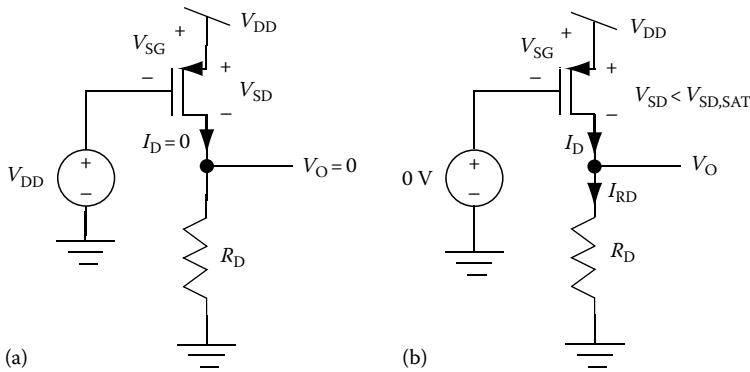 V_DD
V_SG
+
−
+
V_SD
−
I_D = 0
V_O = 0
V_DD
+
−
R_D
(a)
V_DD
V_SG
+
−
+
V_SD < V_SD,SAT
−
I_D
V_O
0 V
+
−
I_RD
R_D
(b)